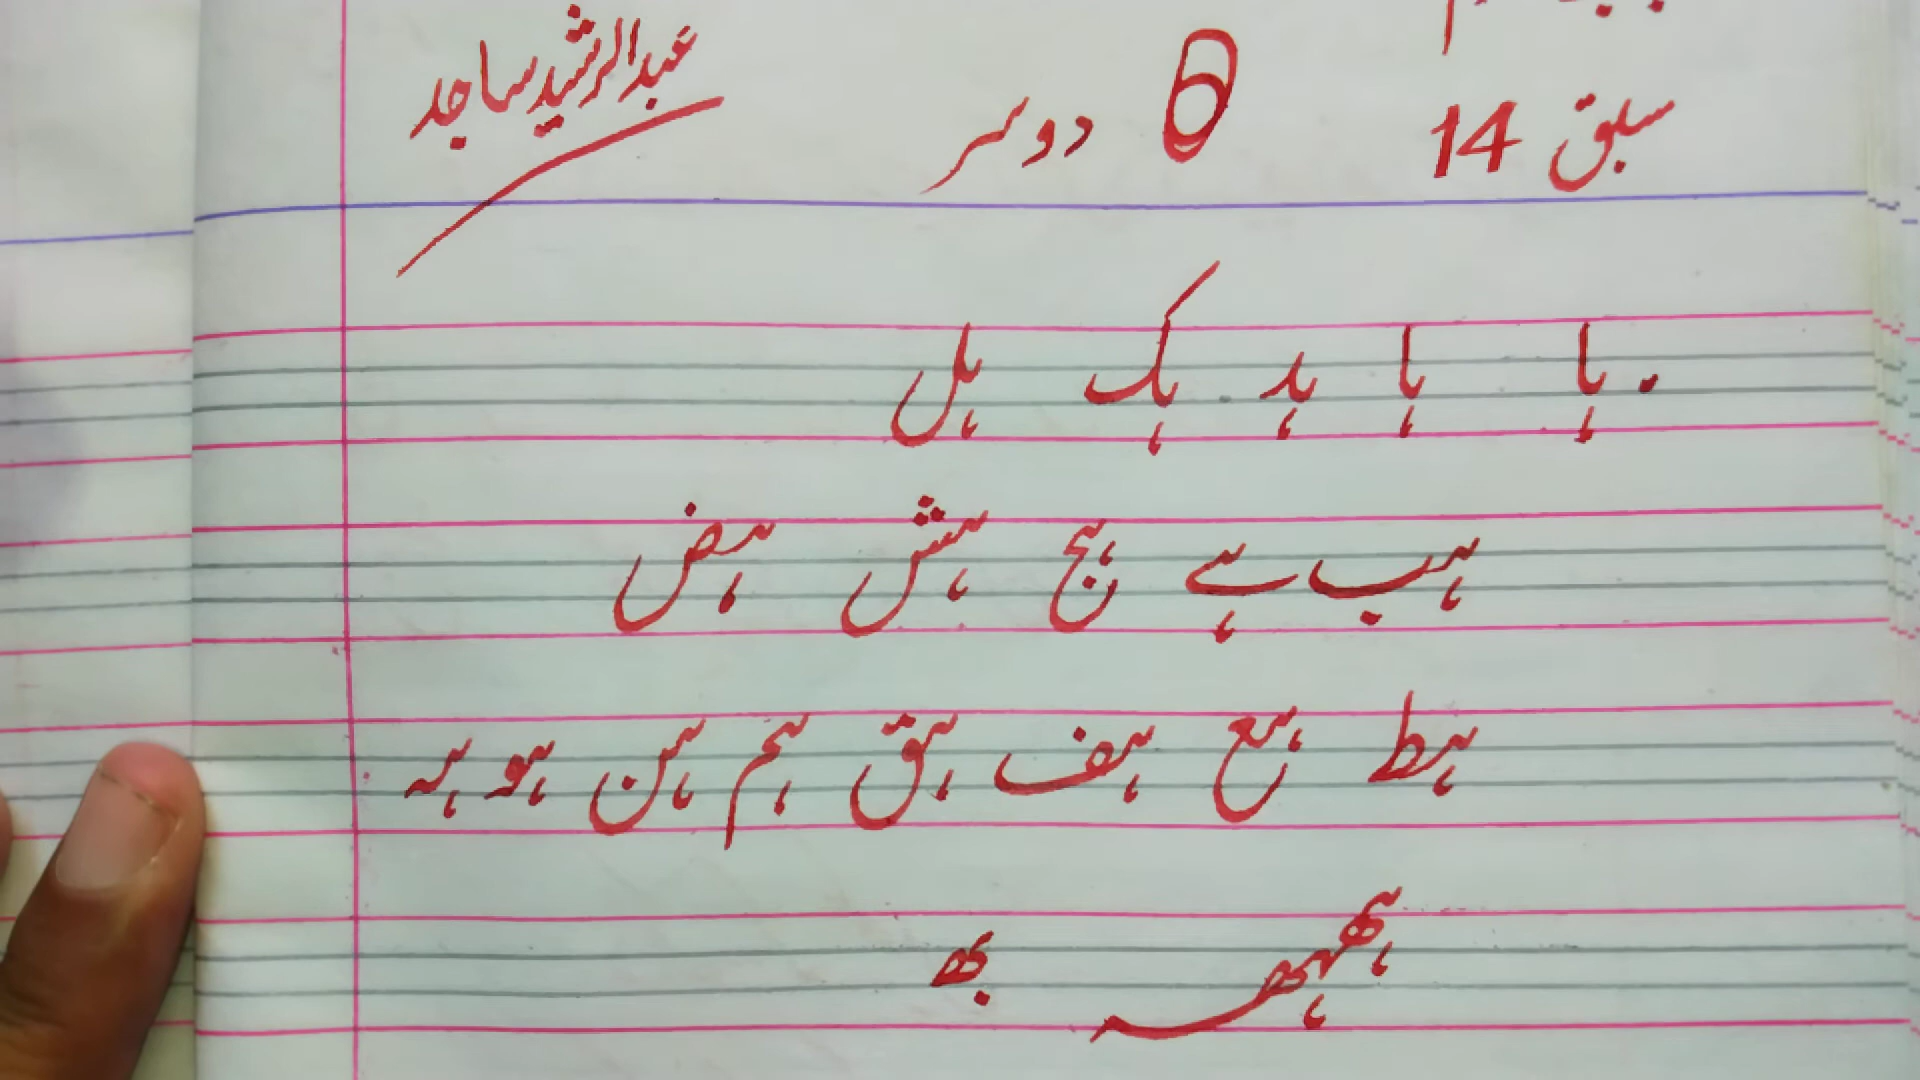 سبق 14 دوسر عبدالرشید ساجد
ہا ہا ہد ہک ہل
ہب ہے ہج ہش ہض
ہط ہع ہف ہق ہم ہن ہو ہہ
بھ